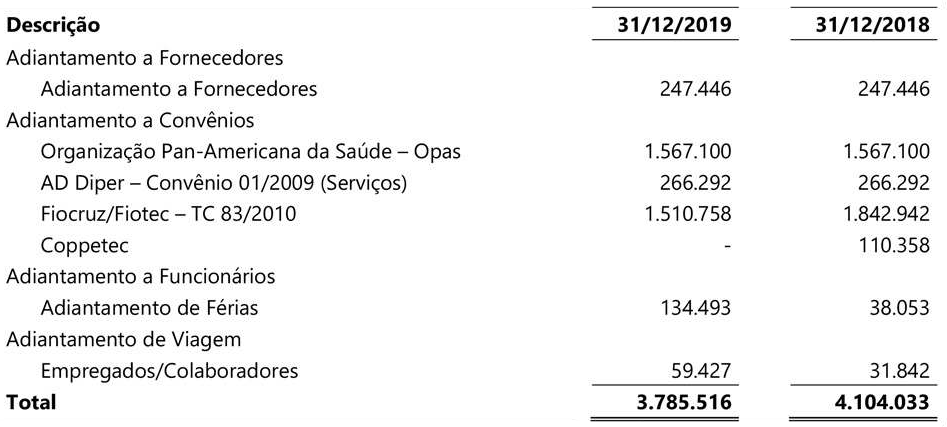 Descrição 31/12/2019 31/12/2018
Adiantamento a Fornecedores
Adiantamento a Fornecedores 247.446 247.446
Adiantamento a Convênios
Organização Pan-Americana da Saúde – Opas 1.567.100 1.567.100
AD Diper – Convênio 01/2009 (Serviços) 266.292 266.292
Fiocruz/Fiotec – TC 83/2010 1.510.758 1.842.942
Coppetec - 110.358
Adiantamento a Funcionários
Adiantamento de Férias 134.493 38.053
Adiantamento de Viagem
Empregados/Colaboradores 59.427 31.842
Total 3.785.516 4.104.033